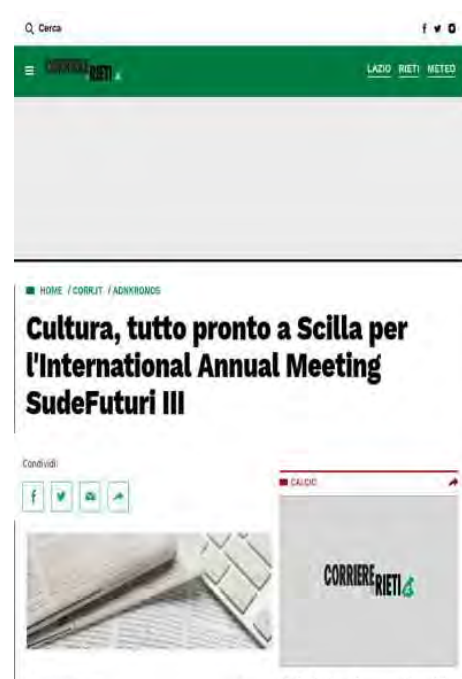 Cerca
CORRIERE RIETI
LAZIO RIETI METEO
HOME / CORR.IT / ADNKRONOS
Cultura, tutto pronto a Scilla per
l'International Annual Meeting
SudeFuturi III
Condividi:
CALCIO
CORRIERE RIETI